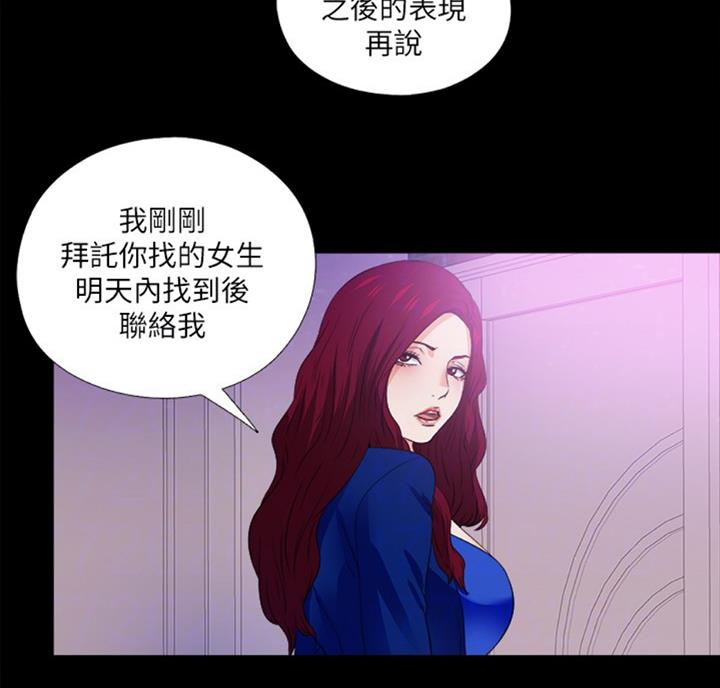 之後的表現
再說
我剛剛
拜託你找的女生
明天內找到後
聯絡我